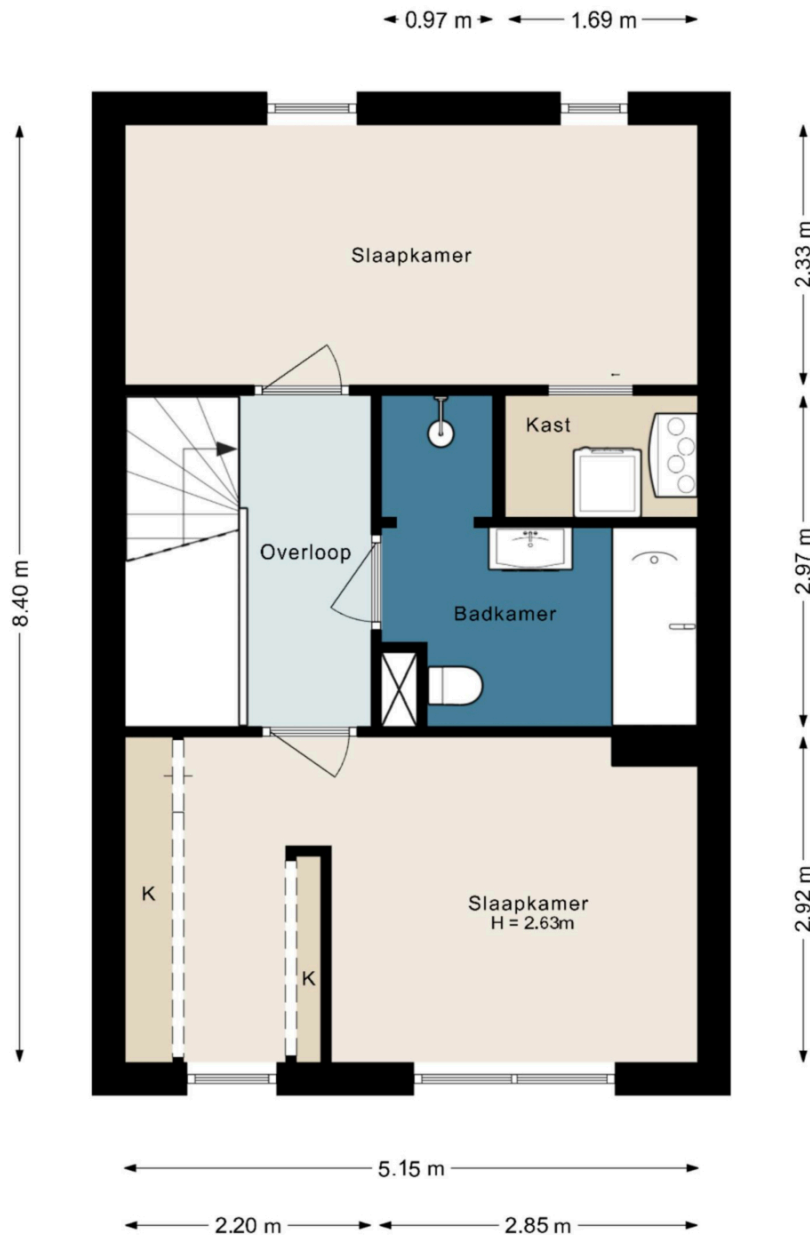 0.97 m
1.69 m
Slaapkamer
2.33 m
Kast
Overloop
8.40 m
Badkamer
2.97 m
K
Slaapkamer
H = 2.63m
K
2.92 m
5.15 m
2.20 m
2.85 m